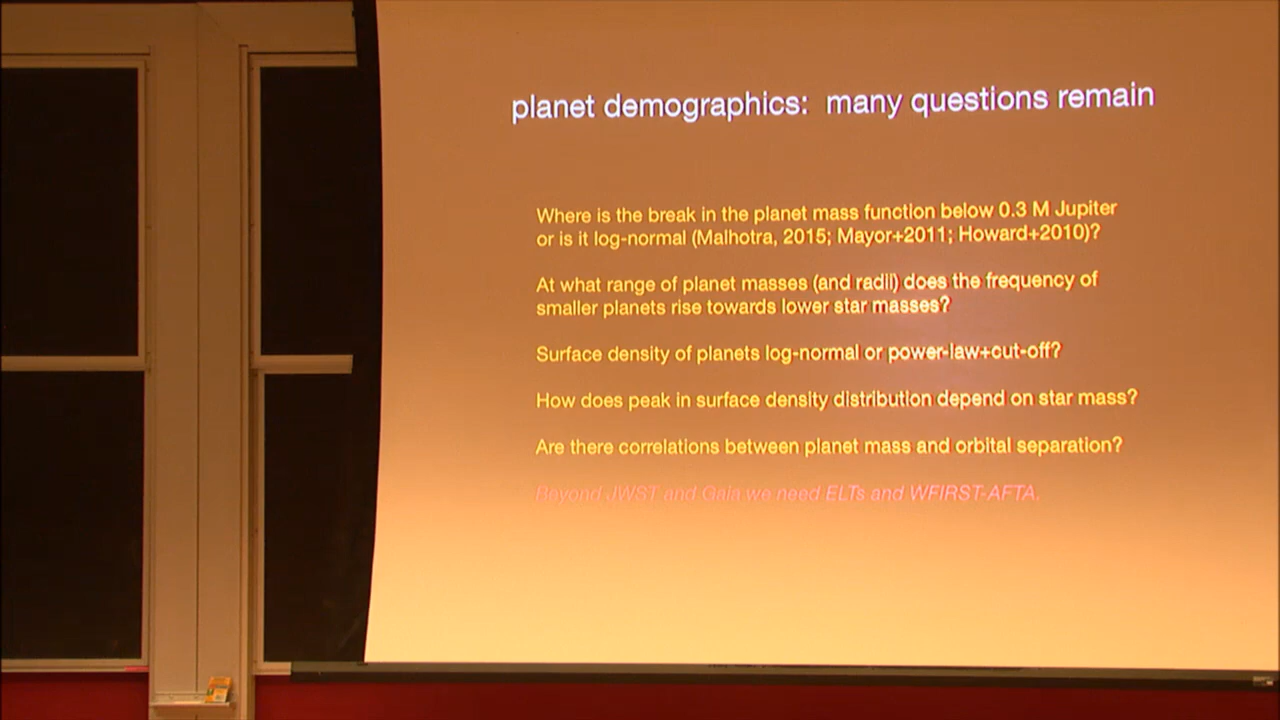 planet demographics: many questions remain
Where is the break in the planet mass function below 0.3 M Jupiter
or is it log-normal (Malhotra, 2015; Mayor+2011; Howard+2010)?
At what range of planet masses (and radii) does the frequency of
smaller planets rise towards lower star masses?
Surface density of planets log-normal or power-law+cut-off?
How does peak in surface density distribution depend on star mass?
Are there correlations between planet mass and orbital separation?
Beyond JWST and Gaia we need ELTs and WFIRST-AFTA.